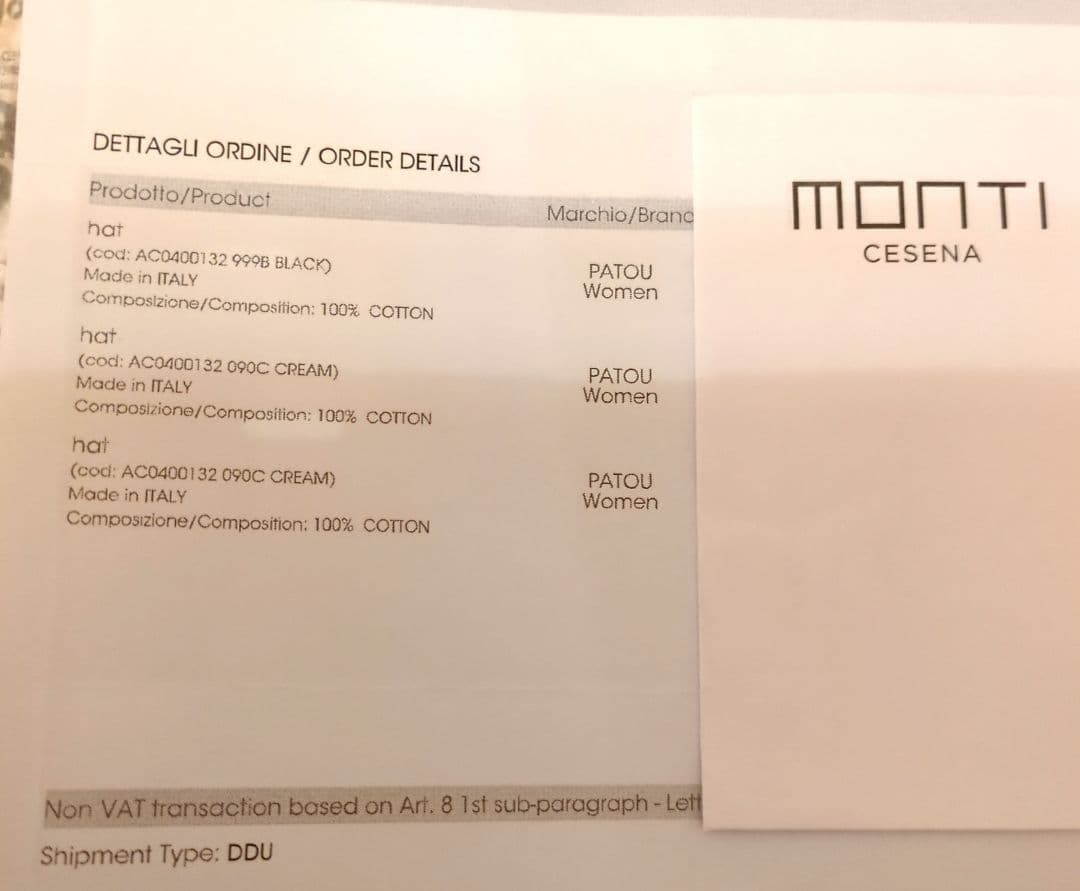 DETTAGLI ORDINE / ORDER DETAILS
Prodotto/Product
Marchio/Brand
hat
(cod: AC0400132 999B BLACK)
Made in ITALY
Composizione/Composition: 100% COTTON
PATOU
Women
hat
(cod: AC0400132 090C CREAM)
Made in ITALY
Composizione/Composition: 100% COTTON
PATOU
Women
hat
(cod: AC0400132 090C CREAM)
Made in ITALY
Composizione/Composition: 100% COTTON
PATOU
Women
Non VAT transaction based on Art. 8 1st sub-paragraph - Lett
Shipment Type: DDU
MONTI
CESENA